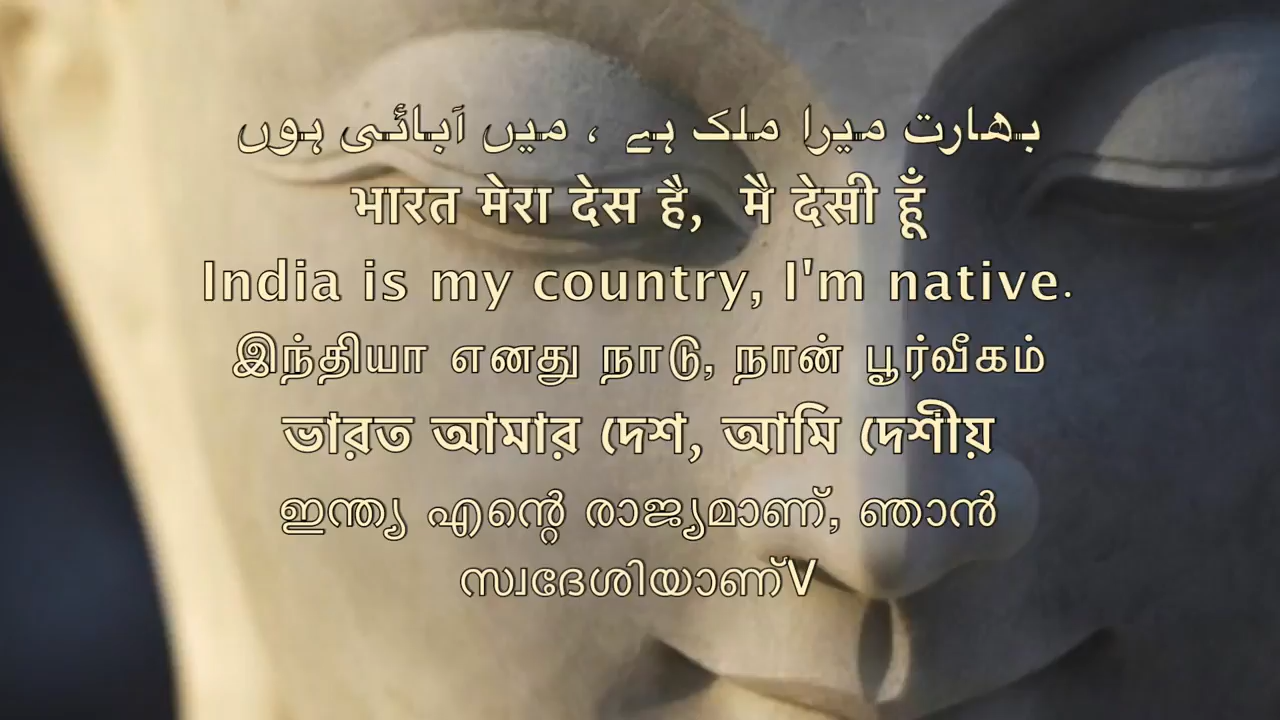 بھارت میرا ملک ہے ، میں آبائی ہوں
भारत मेरा देस है, मै देसी हूँ
India is my country, I'm native.
இந்தியா எனது நாடு, நான் பூர்வீகம்
ভারত আমার দেশ, আমি দেশীয়
ഇന്ത്യ എന്റെ രാജ്യമാണ്, ഞാൻ
സ്വദേശിയാണ്V